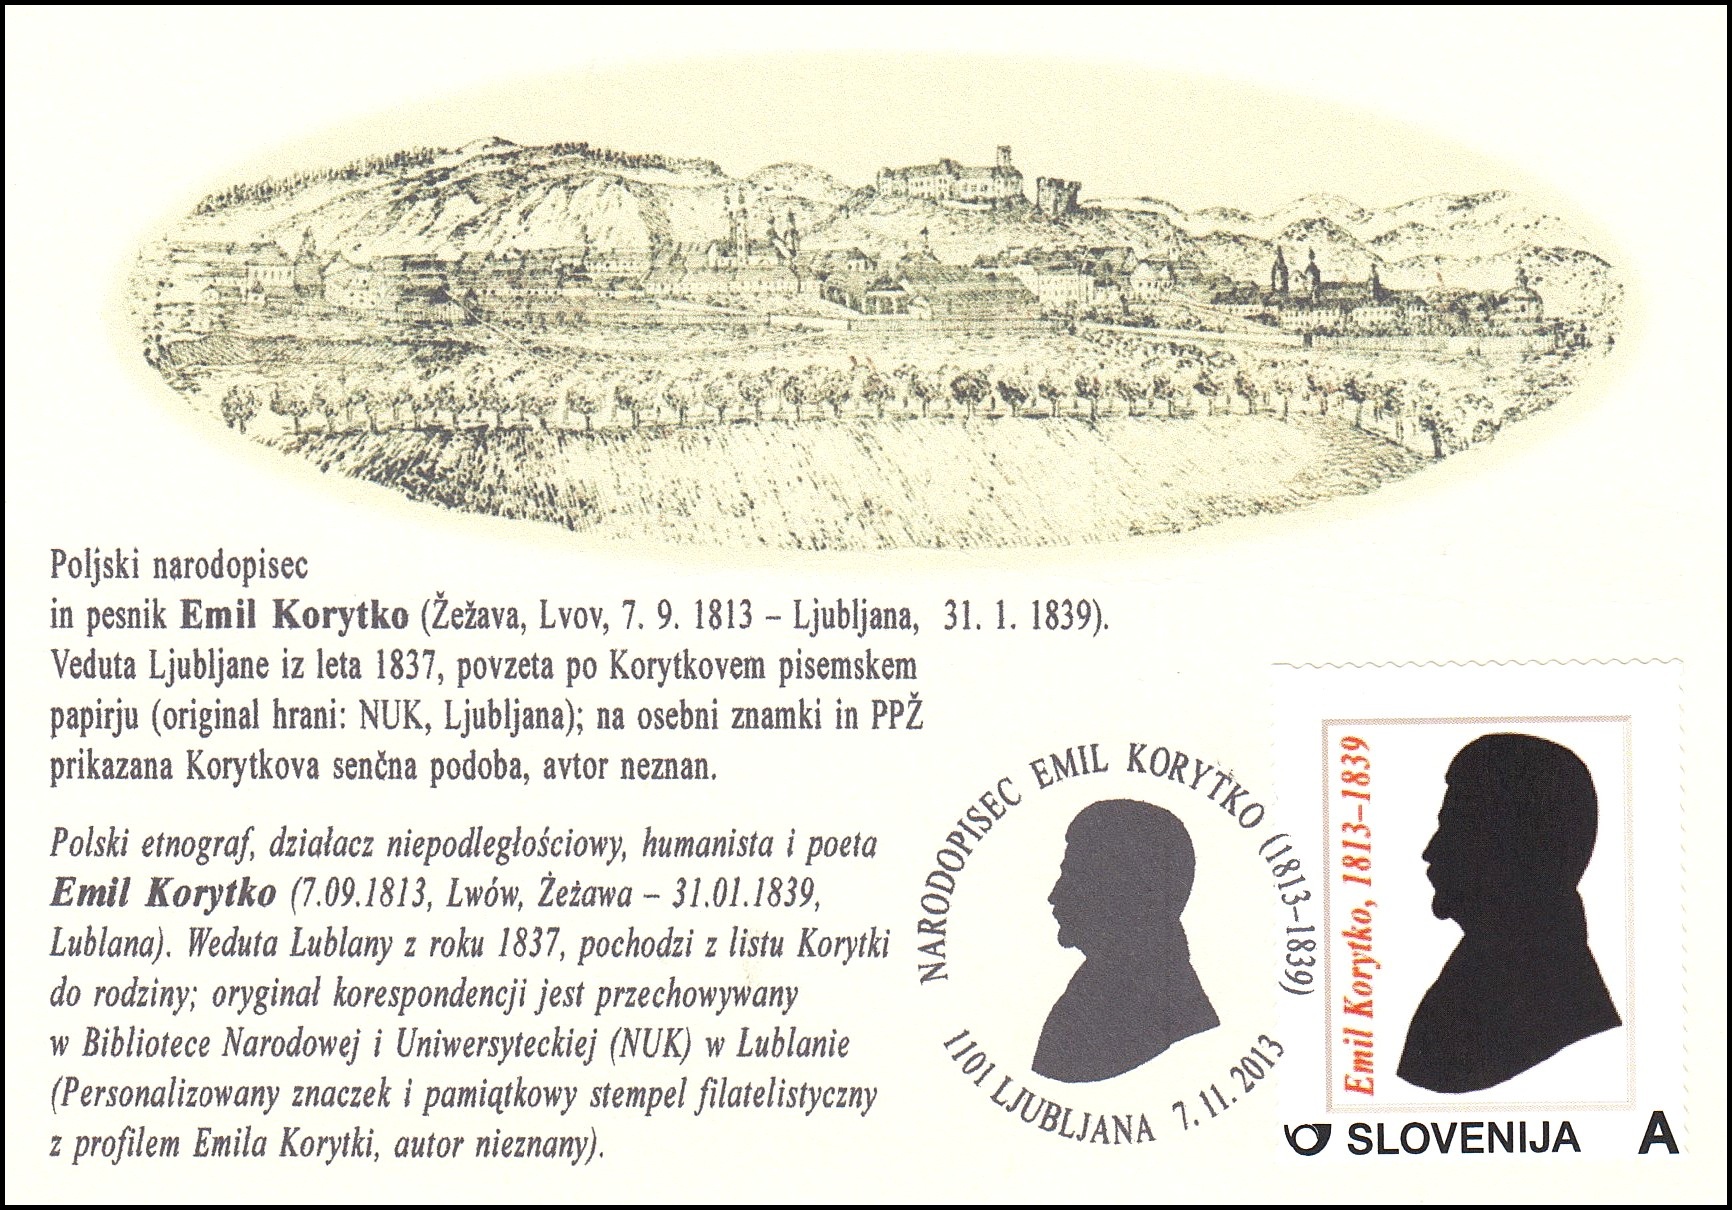 Poljski narodopisec
in pesnik Emil Korytko (Žežava, Lvov, 7. 9. 1813 – Ljubljana, 31. 1. 1839).
Veduta Ljubljane iz leta 1837, povzeta po Korytkovem pisemskem
papirju (original hrani: NUK, Ljubljana); na osebni znamki in PPŽ
prikazana Korytkova senčna podoba, avtor neznan.
Polski etnograf, działacz niepodległościowy, humanista i poeta
Emil Korytko (7.09.1813, Lwów, Żeżawa – 31.01.1839,
Lublana). Weduta Lublany z roku 1837, pochodzi z listu Korytki
do rodziny; oryginał korespondencji jest przechowywany
w Bibliotece Narodowej i Uniwersyteckiej (NUK) w Lublanie
(Personalizowany znaczek i pamiątkowy stempel filatelistyczny
z profilem Emila Korytki, autor nieznany).
NARODOPISEC EMIL KORYTKO (1813–1839)
1101 LJUBLJANA 7.11.2013
Emil Korytko, 1813–1839
SLOVENIJA A